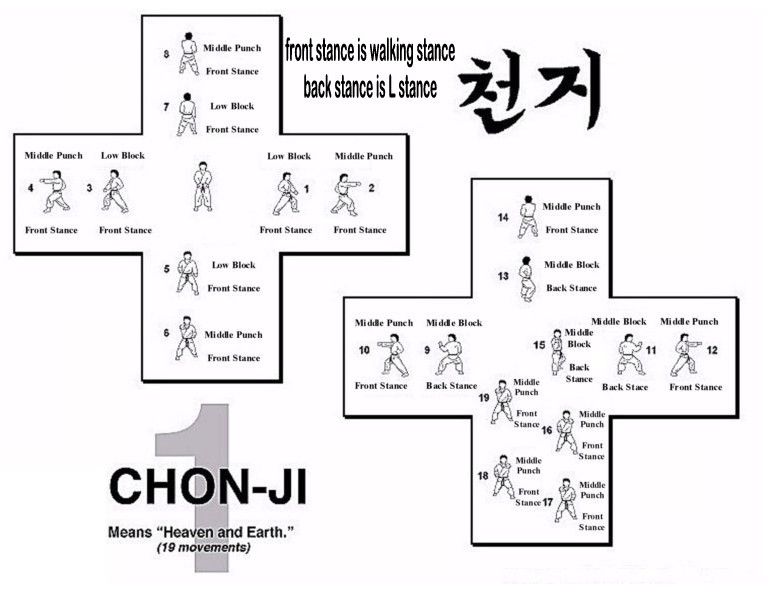 front stance is walking stance
back stance is L stance
천지
8 Middle Punch
Front Stance
7 Low Block
Front Stance
Middle Punch Low Block
4 3
Front Stance Front Stance
Low Block Middle Punch
1 2
Front Stance Front Stance
5 Low Block
Front Stance
6 Middle Punch
Front Stance
14 Middle Punch
Front Stance
13 Middle Block
Back Stance
Middle Punch Middle Block
10 9
Front Stance Back Stance
15 Middle
Block
Back
Stance
Middle Block Middle Punch
11 12
Back Stace Front Stance
19 Middle
Punch
Front
Stance
16 Middle
Punch
Front
Stance
18 Middle
Punch
Front
Stance
17 Middle
Punch
Front
Stance
1
CHON-JI
Means “Heaven and Earth.”
(19 movements)